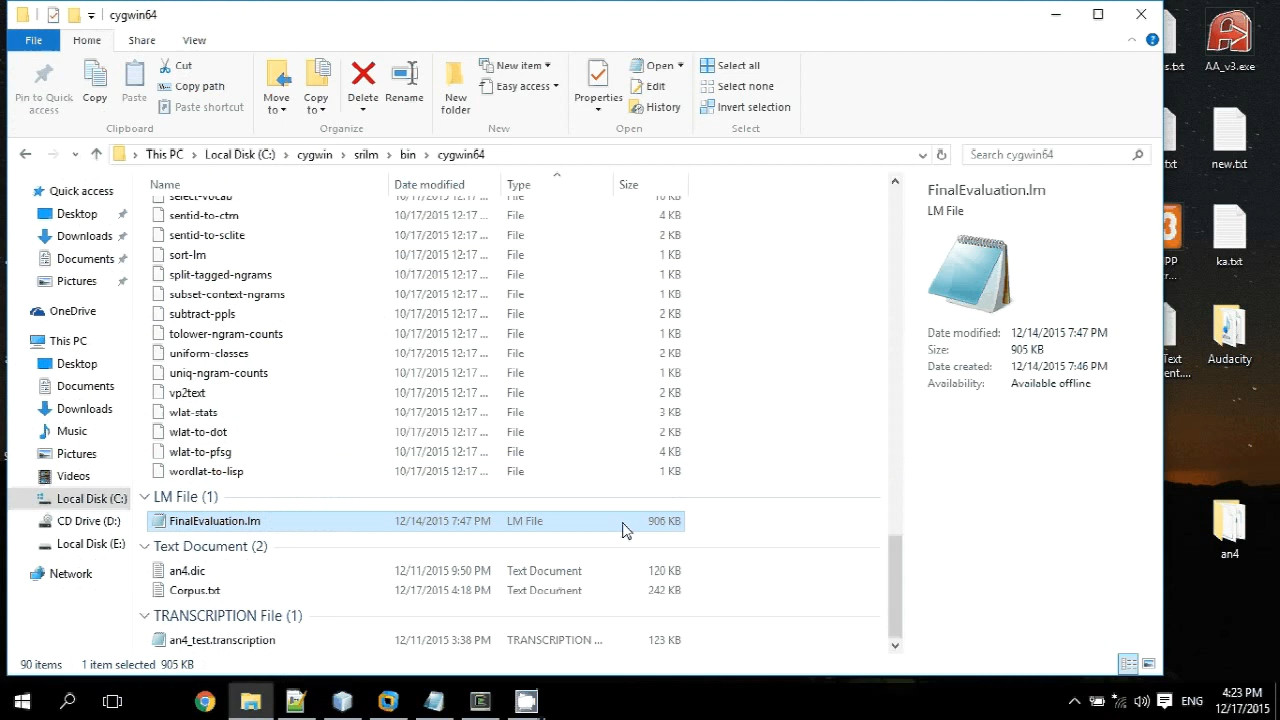 cygwin64
File Home Share View
Pin to Quick access
Copy
Paste
Cut
Copy path
Paste shortcut
Clipboard
Move to
Copy to
Delete
Rename
Organize
New folder
New item
Easy access
New
Properties
Open
Edit
History
Open
Select all
Select none
Invert selection
Select
This PC > Local Disk (C:) > cygwin > srilm > bin > cygwin64
Search cygwin64
Quick access
Desktop
Downloads
Documents
Pictures
OneDrive
This PC
Desktop
Documents
Downloads
Music
Pictures
Videos
Local Disk (C:)
CD Drive (D:)
Local Disk (E:)
Network
Name Date modified Type Size
select-vocab 10/17/2015 12:17 ... File 10 KB
sentid-to-ctm 10/17/2015 12:17 ... File 4 KB
sentid-to-sclite 10/17/2015 12:17 ... File 2 KB
sort-lm 10/17/2015 12:17 ... File 1 KB
split-tagged-ngrams 10/17/2015 12:17 ... File 1 KB
subset-context-ngrams 10/17/2015 12:17 ... File 1 KB
subtract-ppls 10/17/2015 12:17 ... File 2 KB
tolower-ngram-counts 10/17/2015 12:17 ... File 1 KB
uniform-classes 10/17/2015 12:17 ... File 2 KB
uniq-ngram-counts 10/17/2015 12:17 ... File 1 KB
vp2text 10/17/2015 12:17 ... File 2 KB
wlat-stats 10/17/2015 12:17 ... File 2 KB
wlat-to-dot 10/17/2015 12:17 ... File 2 KB
wlat-to-pfsg 10/17/2015 12:17 ... File 4 KB
wordlat-to-lisp 10/17/2015 12:17 ... File 1 KB
LM File (1)
FinalEvaluation.lm 12/14/2015 7:47 PM LM File 906 KB
Text Document (2)
an4.dic 12/11/2015 9:50 PM Text Document 120 KB
Corpus.txt 12/17/2015 4:18 PM Text Document 242 KB
TRANSCRIPTION File (1)
an4_test.transcription 12/11/2015 3:38 PM TRANSCRIPTION ... 123 KB
FinalEvaluation.lm
LM File
Date modified: 12/14/2015 7:47 PM
Size: 905 KB
Date created: 12/14/2015 7:46 PM
Availability: Available offline
90 items 1 item selected 905 KB
s.txt
AA_v3.exe
.txt
new.txt
PP
r...
ka.txt
Text
ent....
Audacity
an4
ENG
4:23 PM
12/17/2015